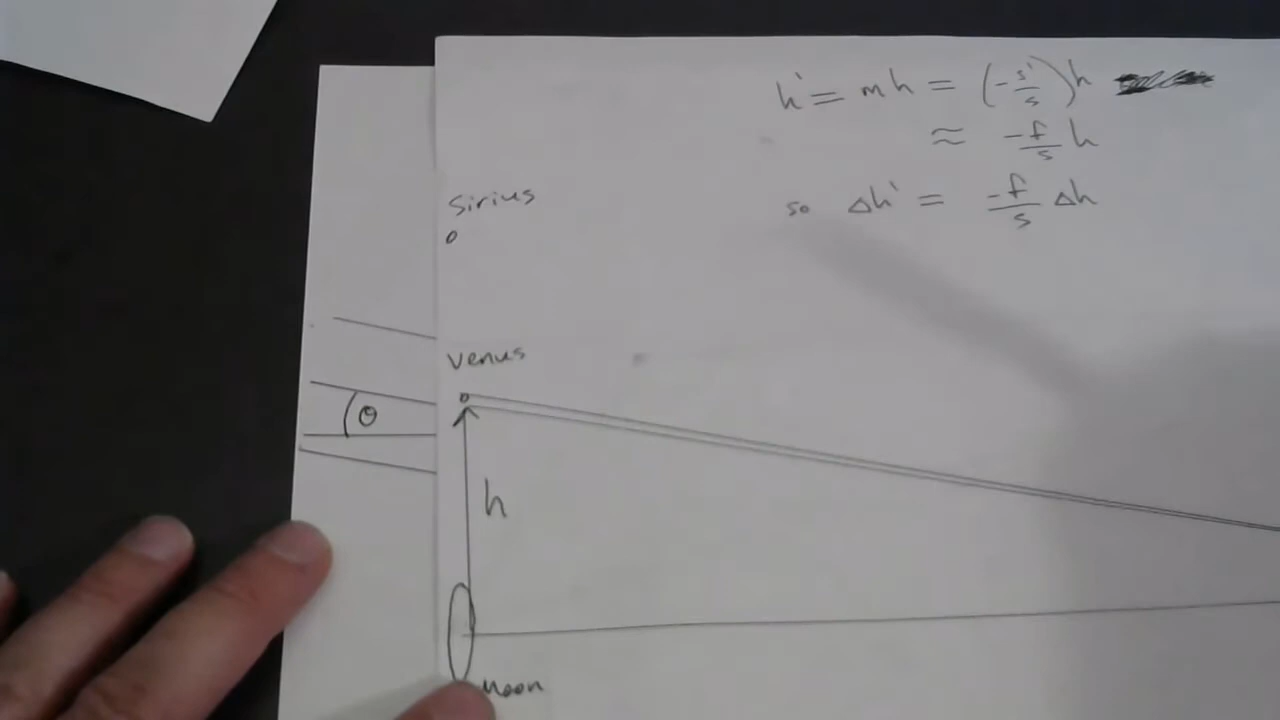 h' = mh = (-s'/s)h
≈ -f/s h
so Δh' = -f/s Δh
Sirius
Venus
θ
h
Moon